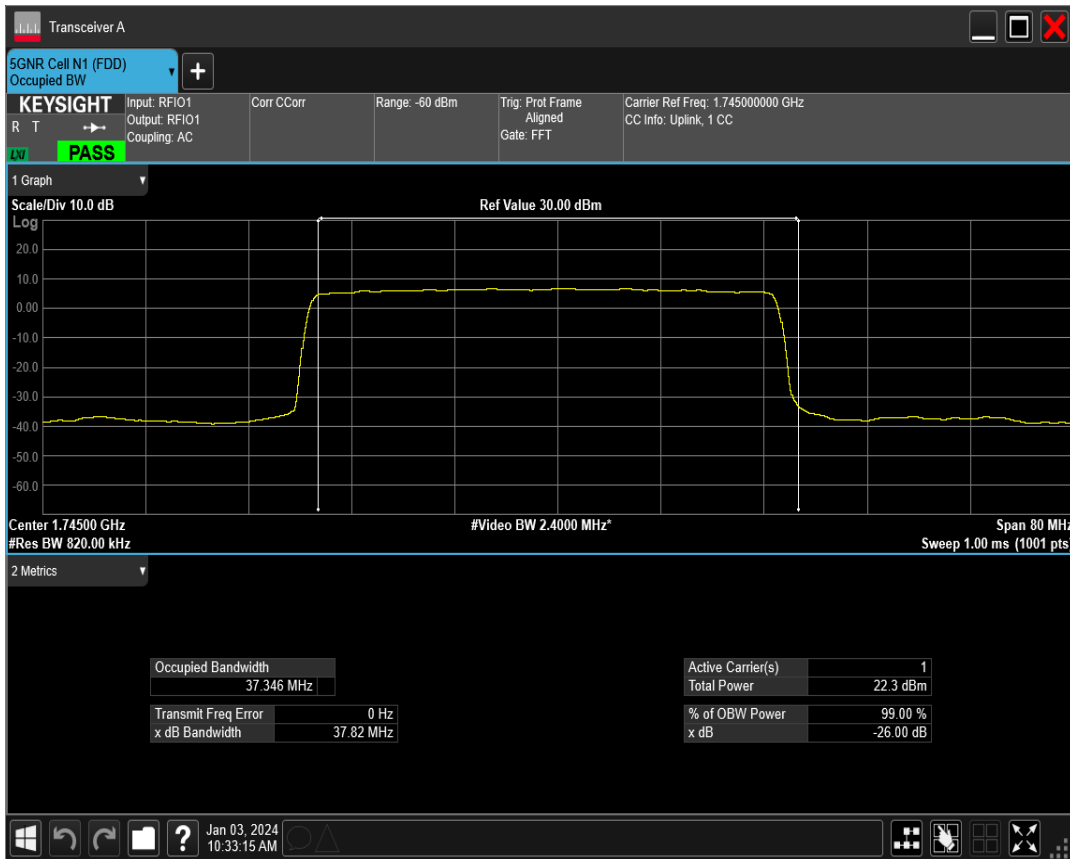 Transceiver A
5GNR Cell N1 (FDD)
Occupied BW
+
KEYSIGHT
R T
LXI
PASS
Input: RFIO1
Output: RFIO1
Coupling: AC
Corr CCorr
Range: -60 dBm
Trig: Prot Frame
Aligned
Gate: FFT
Carrier Ref Freq: 1.745000000 GHz
CC Info: Uplink, 1 CC
1 Graph
Scale/Div 10.0 dB
Ref Value 30.00 dBm
Log
20.0
10.0
0.00
-10.0
-20.0
-30.0
-40.0
-50.0
-60.0
Center 1.74500 GHz
#Video BW 2.4000 MHz*
Span 80 MHz
#Res BW 820.00 kHz
Sweep 1.00 ms (1001 pts)
2 Metrics
Occupied Bandwidth
37.346 MHz
Transmit Freq Error 0 Hz
x dB Bandwidth 37.82 MHz
Active Carrier(s) 1
Total Power 22.3 dBm
% of OBW Power 99.00 %
x dB -26.00 dB
?
Jan 03, 2024
10:33:15 AM